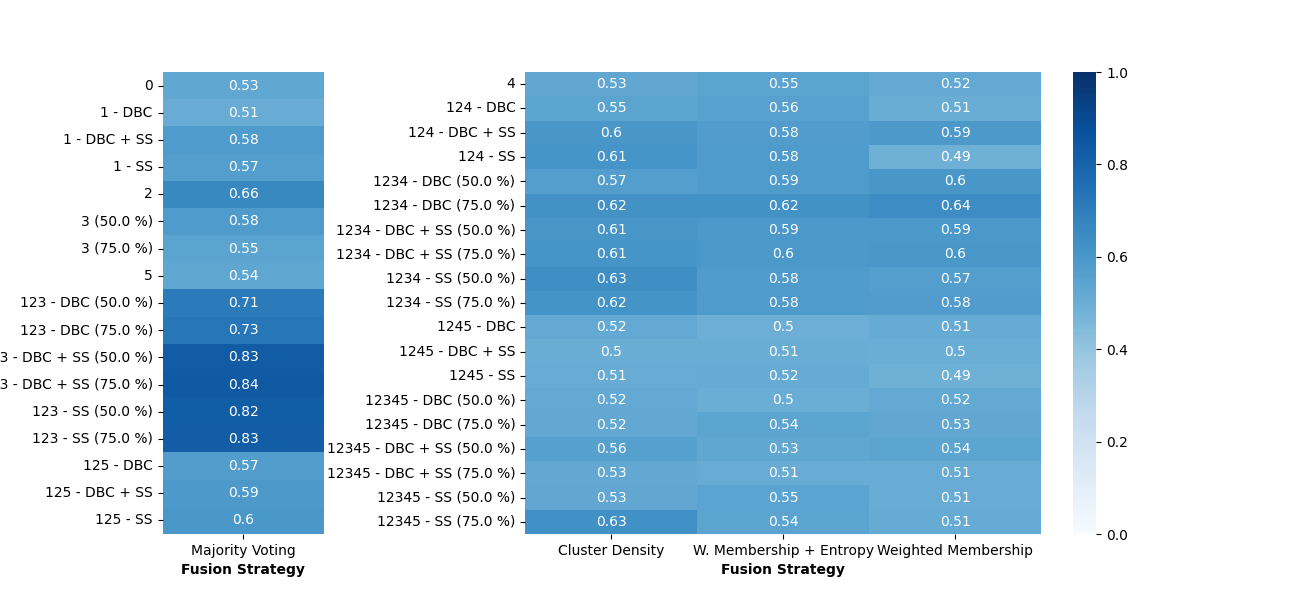 0 0.53
1 - DBC 0.51
1 - DBC + SS 0.58
1 - SS 0.57
2 0.66
3 (50.0 %) 0.58
3 (75.0 %) 0.55
5 0.54
123 - DBC (50.0 %) 0.71
123 - DBC (75.0 %) 0.73
3 - DBC + SS (50.0 %) 0.83
3 - DBC + SS (75.0 %) 0.84
123 - SS (50.0 %) 0.82
123 - SS (75.0 %) 0.83
125 - DBC 0.57
125 - DBC + SS 0.59
125 - SS 0.6
Majority Voting
Fusion Strategy
4 0.53 0.55 0.52
124 - DBC 0.55 0.56 0.51
124 - DBC + SS 0.6 0.58 0.59
124 - SS 0.61 0.58 0.49
1234 - DBC (50.0 %) 0.57 0.59 0.6
1234 - DBC (75.0 %) 0.62 0.62 0.64
1234 - DBC + SS (50.0 %) 0.61 0.59 0.59
1234 - DBC + SS (75.0 %) 0.61 0.6 0.6
1234 - SS (50.0 %) 0.63 0.58 0.57
1234 - SS (75.0 %) 0.62 0.58 0.58
1245 - DBC 0.52 0.5 0.51
1245 - DBC + SS 0.5 0.51 0.5
1245 - SS 0.51 0.52 0.49
12345 - DBC (50.0 %) 0.52 0.5 0.52
12345 - DBC (75.0 %) 0.52 0.54 0.53
12345 - DBC + SS (50.0 %) 0.56 0.53 0.54
12345 - DBC + SS (75.0 %) 0.53 0.51 0.51
12345 - SS (50.0 %) 0.53 0.55 0.51
12345 - SS (75.0 %) 0.63 0.54 0.51
Cluster Density W. Membership + Entropy Weighted Membership
Fusion Strategy
1.0
0.8
0.6
0.4
0.2
0.0